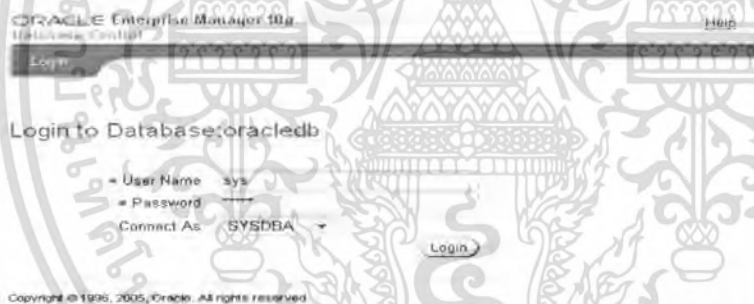 ORACLE Enterprise Manager 10g
Database Control
Help
Login
Login to Database:oracledb
* User Name sys
* Password *****
Connect As SYSDBA
Login
Copyright © 1996, 2005, Oracle. All rights reserved.